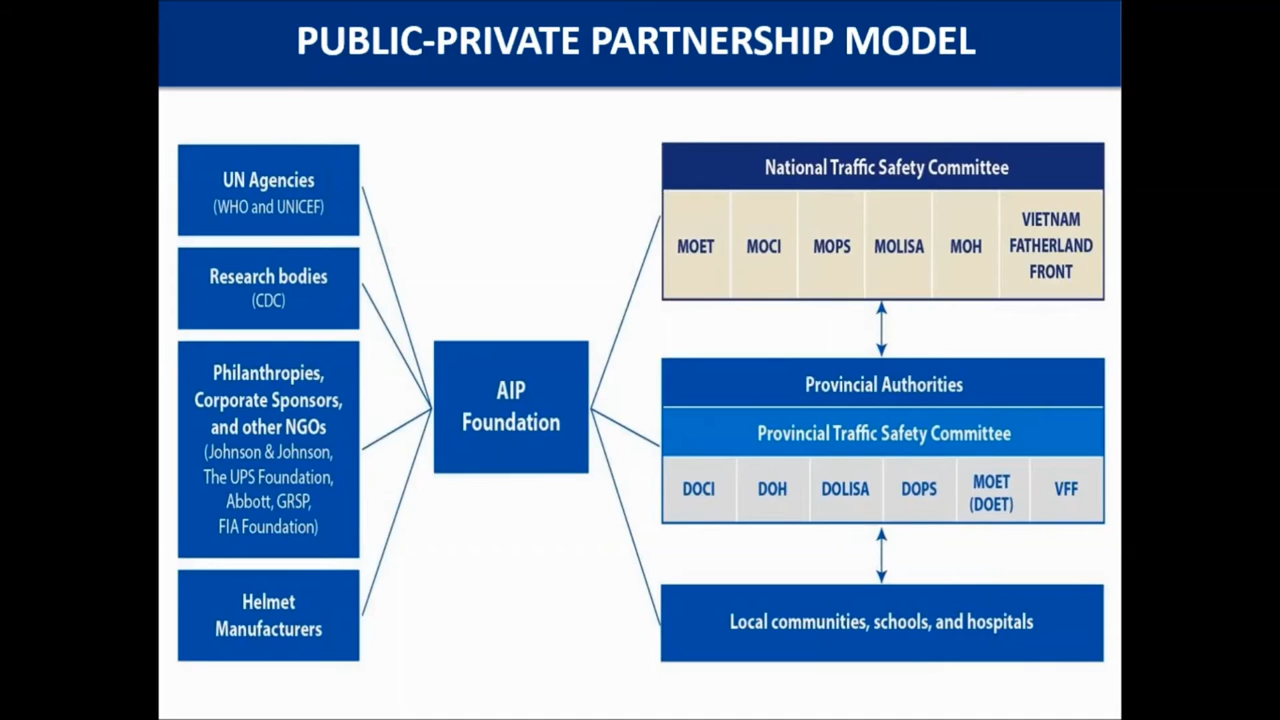 PUBLIC-PRIVATE PARTNERSHIP MODEL
UN Agencies
(WHO and UNICEF)
Research bodies
(CDC)
Philanthropies,
Corporate Sponsors,
and other NGOs
(Johnson & Johnson,
The UPS Foundation,
Abbott, GRSP,
FIA Foundation)
Helmet
Manufacturers
AIP
Foundation
National Traffic Safety Committee
MOET
MOCI
MOPS
MOLISA
MOH
VIETNAM
FATHERLAND
FRONT
Provincial Authorities
Provincial Traffic Safety Committee
DOCI
DOH
DOLISA
DOPS
MOET
(DOET)
VFF
Local communities, schools, and hospitals